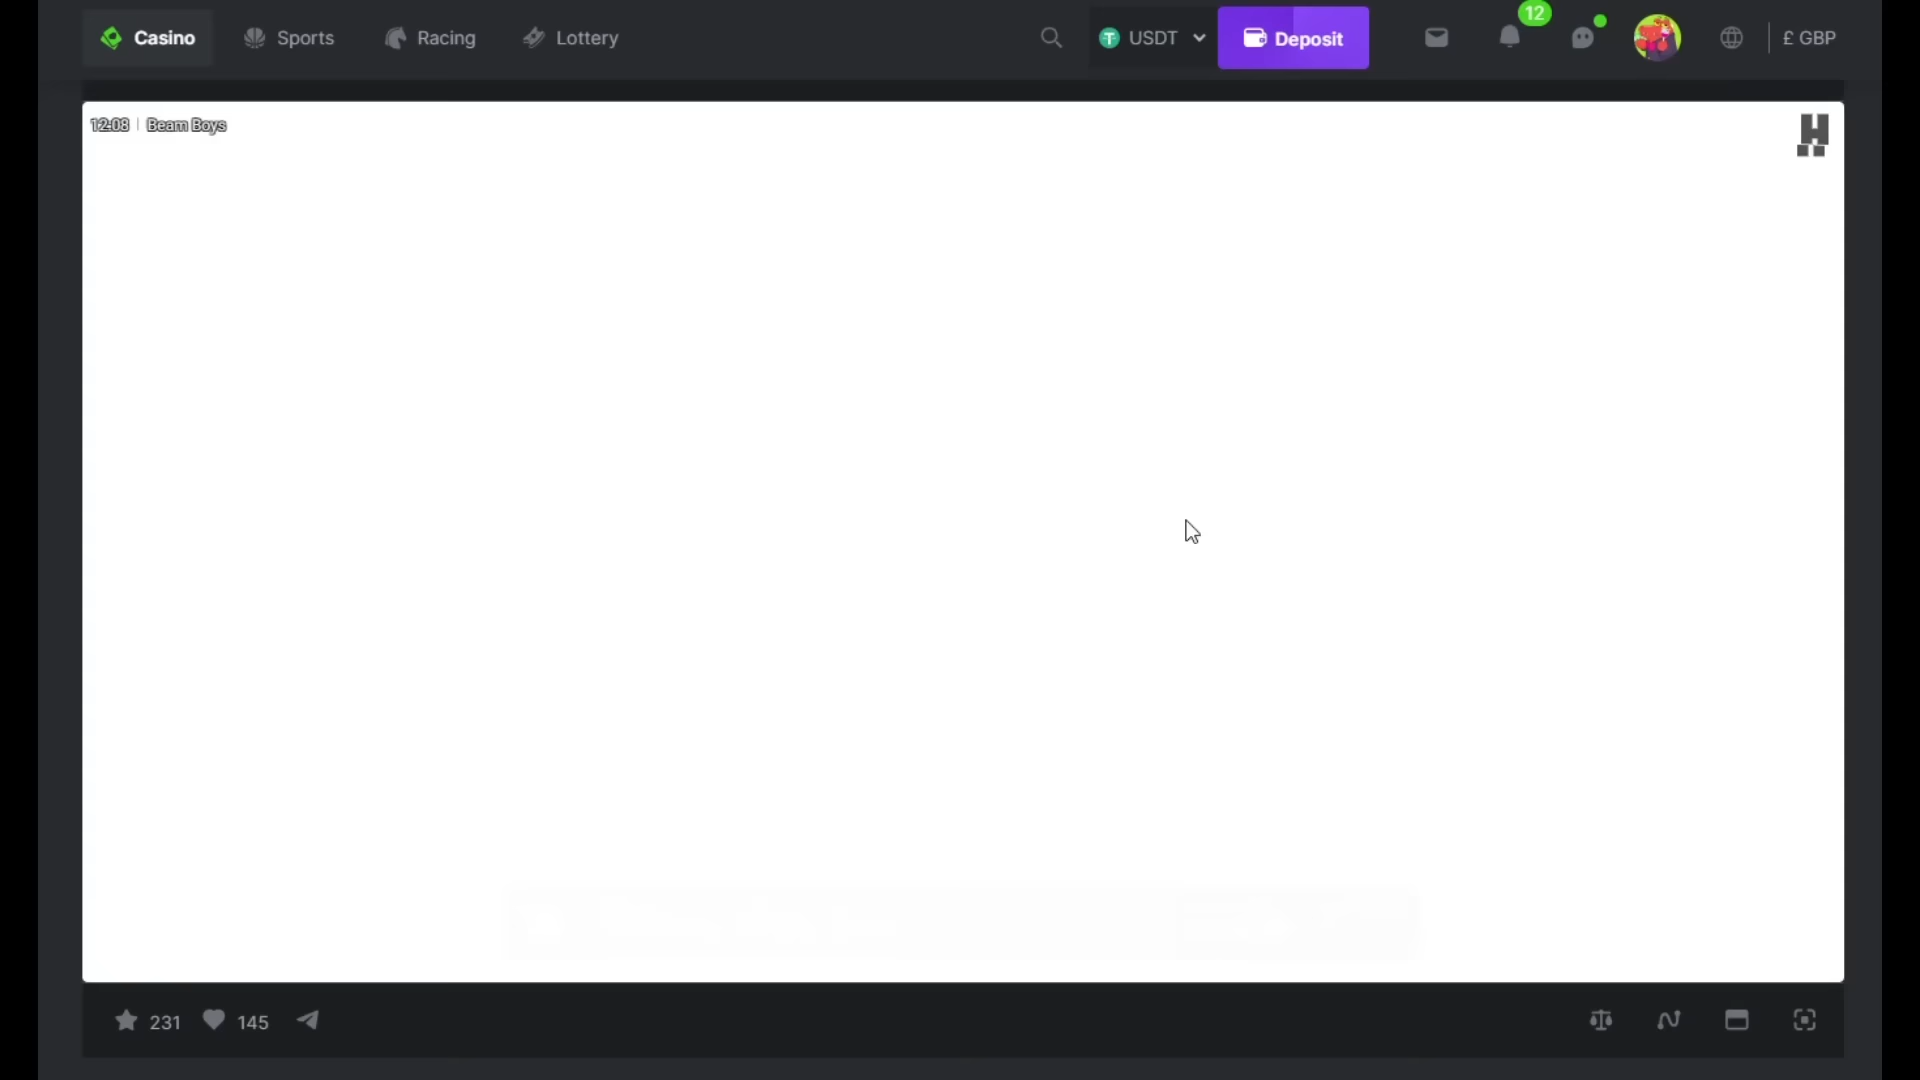 Casino Sports Racing Lottery USDT Deposit 12 £ GBP
12:08 | Beam Boys
231 145